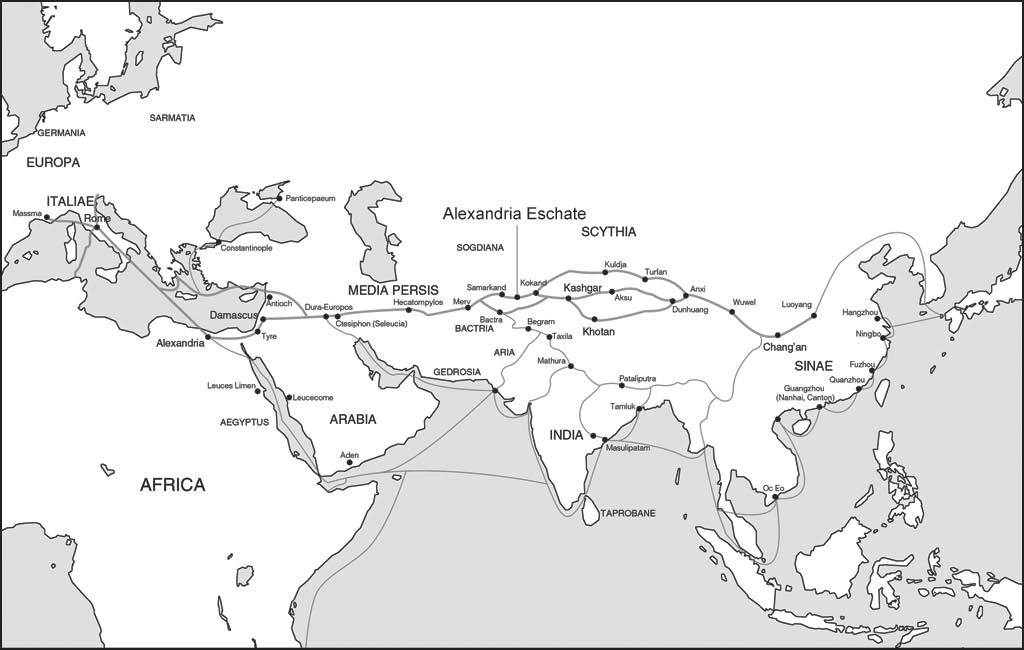 SARMATIA
GERMANIA
EUROPA
ITALIAE
Massma
Rome
Panticepaeum
Constantinople
Alexandria Eschate
SCYTHIA
SOGDIANA
Kuldja
Turlan
Kokand
Samarkand
Kashgar
Anxi
Aksu
MEDIA PERSIS
Hecatompylos
Merv
Antioch
Dura-Europos
Damascus
Ctesiphon (Seleucia)
Bactra
BACTRIA
Begram
Khotan
Dunhuang
Wuwel
Luoyang
Hangzhou
Ningbo
Alexandria
Tyre
Taxila
Chang'an
ARIA
Mathura
SINAE
Fuzhou
GEDROSIA
Pataliputra
Quanzhou
Leuces Limen
Leucecome
Guangzhou
(Nanhai, Canton)
Tamluk
AEGYPTUS
ARABIA
INDIA
Masulipatam
Aden
AFRICA
Oc Eo
TAPROBANE